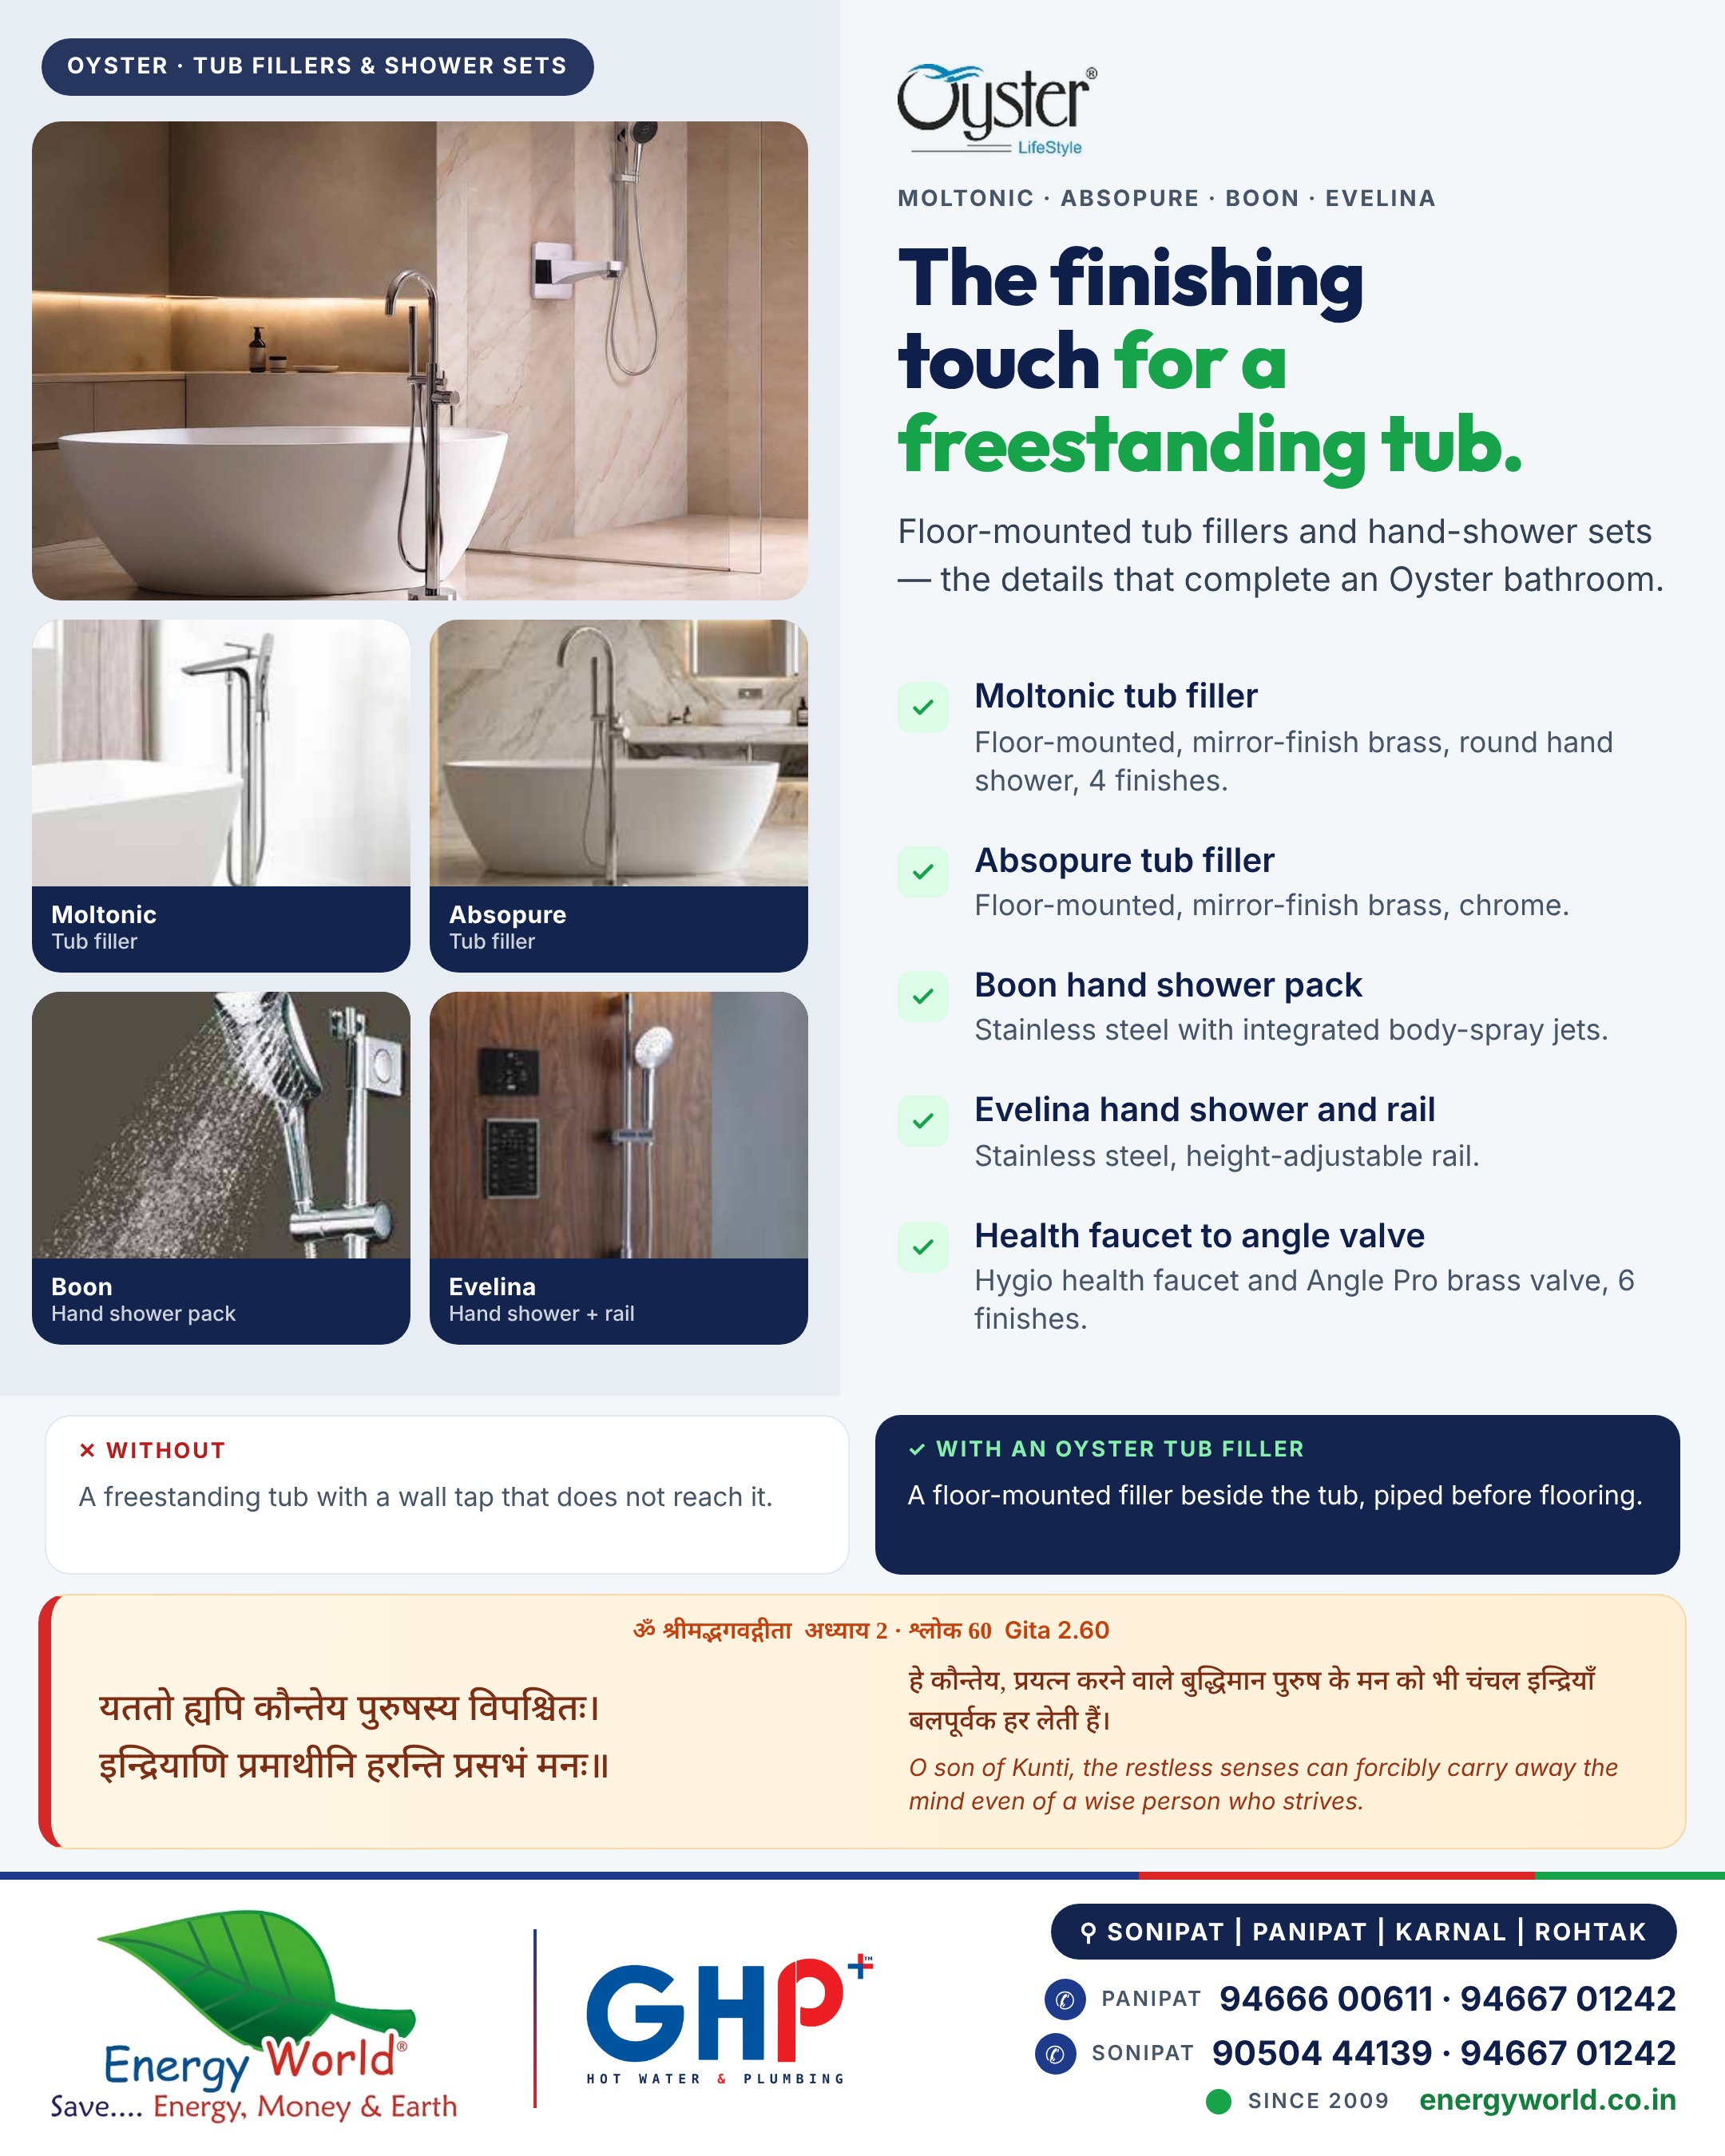 OYSTER · TUB FILLERS & SHOWER SETS
Moltonic
Tub filler
Absopure
Tub filler
Boon
Hand shower pack
Evelina
Hand shower + rail
Oyster®
LifeStyle
MOLTONIC · ABSOPURE · BOON · EVELINA
The finishing
touch for a
freestanding tub.
Floor-mounted tub fillers and hand-shower sets
— the details that complete an Oyster bathroom.
Moltonic tub filler
Floor-mounted, mirror-finish brass, round hand
shower, 4 finishes.
Absopure tub filler
Floor-mounted, mirror-finish brass, chrome.
Boon hand shower pack
Stainless steel with integrated body-spray jets.
Evelina hand shower and rail
Stainless steel, height-adjustable rail.
Health faucet to angle valve
Hygio health faucet and Angle Pro brass valve, 6
finishes.
✕ WITHOUT
A freestanding tub with a wall tap that does not reach it.
✓ WITH AN OYSTER TUB FILLER
A floor-mounted filler beside the tub, piped before flooring.
ॐ श्रीमद्भगवद्गीता अध्याय 2 · श्लोक 60 Gita 2.60
यततो ह्यपि कौन्तेय पुरुषस्य विपश्चितः।
इन्द्रियाणि प्रमाथीनि हरन्ति प्रसभं मनः॥
हे कौन्तेय, प्रयत्न करने वाले बुद्धिमान पुरुष के मन को भी चंचल इन्द्रियाँ
बलपूर्वक हर लेती हैं।
O son of Kunti, the restless senses can forcibly carry away the
mind even of a wise person who strives.
Energy World®
Save.... Energy, Money & Earth
GHP+™
HOT WATER & PLUMBING
SONIPAT | PANIPAT | KARNAL | ROHTAK
PANIPAT 94666 00611 · 94667 01242
SONIPAT 90504 44139 · 94667 01242
SINCE 2009 energyworld.co.in